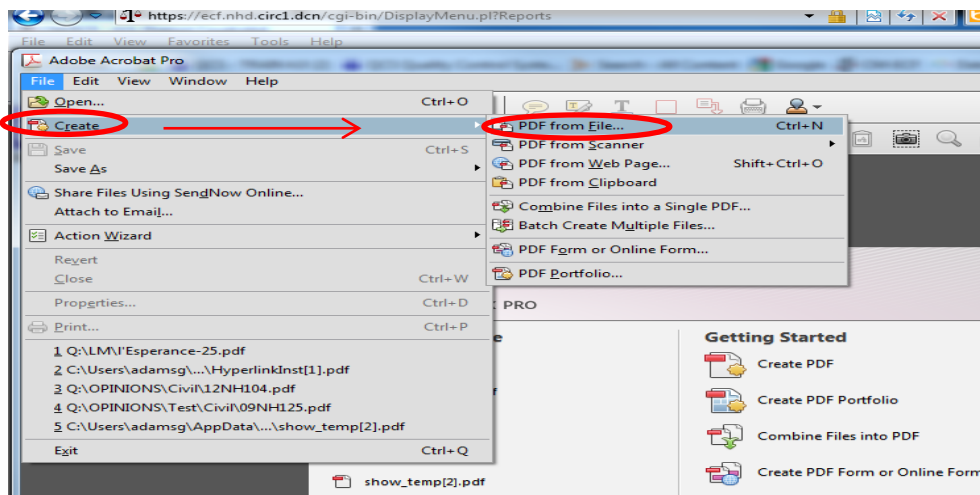 https://ecf.nhd.circ1.dcn/cgi-bin/DisplayMenu.pl?Reports
File Edit View Favorites Tools Help
Adobe Acrobat Pro
File Edit View Window Help
Open... Ctrl+O
Create
Save Ctrl+S
Save As
Share Files Using SendNow Online...
Attach to Email...
Action Wizard
Revert
Close Ctrl+W
Properties... Ctrl+D
Print... Ctrl+P
1 Q:\LM\l'Esperance-25.pdf
2 C:\Users\adamsg\...\HyperlinkInst[1].pdf
3 Q:\OPINIONS\Civil\12NH104.pdf
4 Q:\OPINIONS\Test\Civil\09NH125.pdf
5 C:\Users\adamsg\AppData\...\show_temp[2].pdf
Exit Ctrl+Q
PDF from File... Ctrl+N
PDF from Scanner
PDF from Web Page... Shift+Ctrl+O
PDF from Clipboard
Combine Files into a Single PDF...
Batch Create Multiple Files...
PDF Form or Online Form...
PDF Portfolio...
PRO
show_temp[2].pdf
Getting Started
Create PDF
Create PDF Portfolio
Combine Files into PDF
Create PDF Form or Online Form